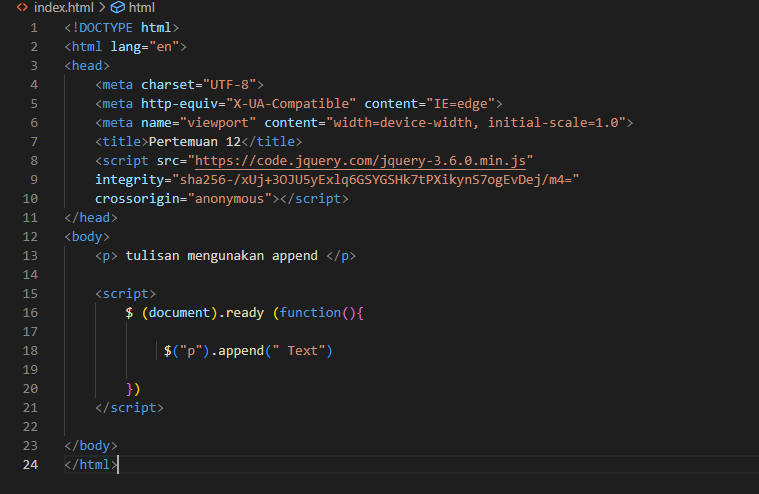 index.html > html
1 <!DOCTYPE html>
2 <html lang="en">
3 <head>
4 <meta charset="UTF-8">
5 <meta http-equiv="X-UA-Compatible" content="IE=edge">
6 <meta name="viewport" content="width=device-width, initial-scale=1.0">
7 <title>Pertemuan 12</title>
8 <script src="https://code.jquery.com/jquery-3.6.0.min.js"
9 integrity="sha256-/xUj+3OJU5yExlq6GSYGSHk7tPXikynS7ogEvDej/m4="
10 crossorigin="anonymous"></script>
11 </head>
12 <body>
13 <p> tulisan mengunakan append </p>
14
15 <script>
16 $ (document).ready (function(){
17
18 $("p").append(" Text")
19
20 })
21 </script>
22
23 </body>
24 </html>